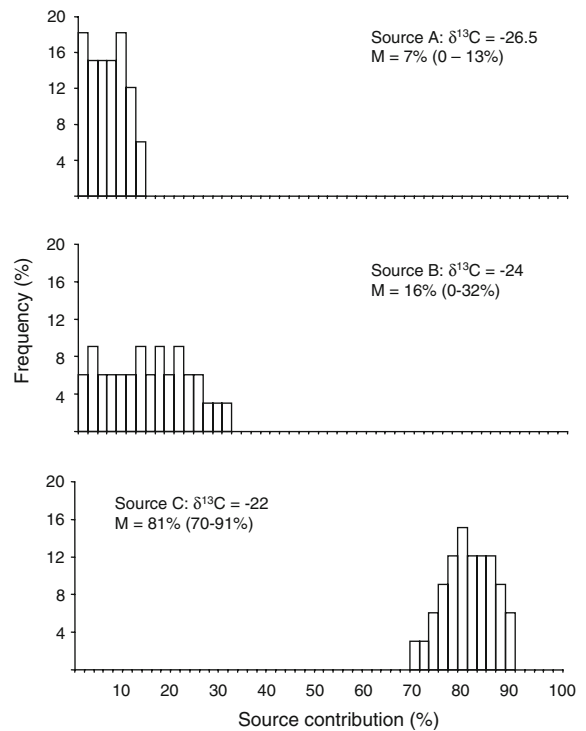 20
16
12
8
4
Source A: δ¹³C = -26.5
M = 7% (0 – 13%)
20
16
12
8
4
Source B: δ¹³C = -24
M = 16% (0-32%)
Frequency (%)
20
16
12
8
4
Source C: δ¹³C = -22
M = 81% (70-91%)
10 20 30 40 50 60 70 80 90 100
Source contribution (%)